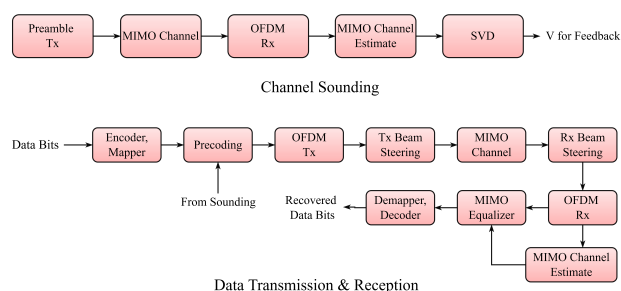 Preamble
Tx
MIMO Channel
OFDM
Rx
MIMO Channel
Estimate
SVD
V for Feedback
Channel Sounding
Data Bits
Encoder,
Mapper
Precoding
OFDM
Tx
Tx Beam
Steering
MIMO
Channel
Rx Beam
Steering
From Sounding
Recovered
Data Bits
Demapper,
Decoder
MIMO
Equalizer
OFDM
Rx
MIMO Channel
Estimate
Data Transmission & Reception